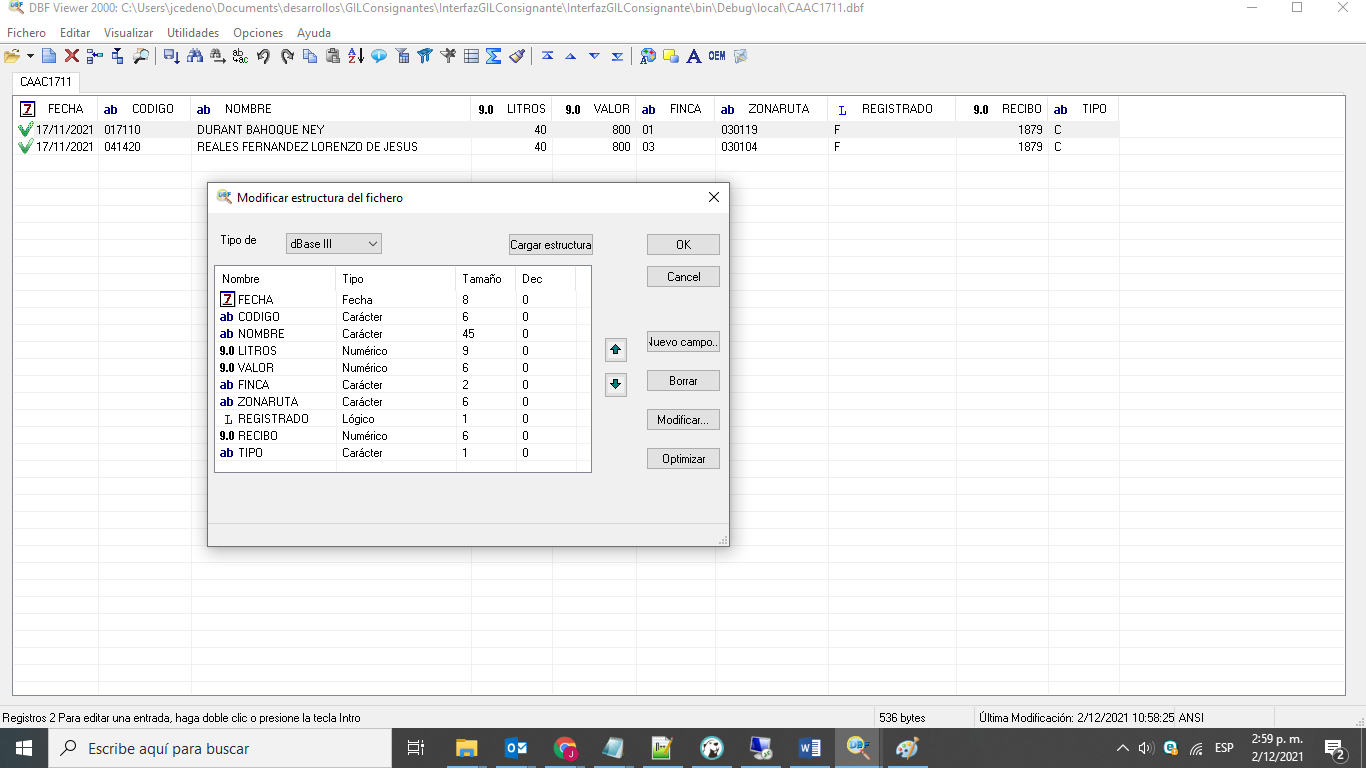 DBF Viewer 2000: C:\Users\jcedeno\Documents\desarrollos\GILConsignantes\InterfazGILConsignante\InterfazGILConsignante\bin\Debug\local\CAAC1711.dbf
Fichero Editar Visualizar Utilidades Opciones Ayuda
OEM
CAAC1711
7 FECHA ab CODIGO ab NOMBRE 9.0 LITROS 9.0 VALOR ab FINCA ab ZONARUTA L REGISTRADO 9.0 RECIBO ab TIPO
17/11/2021 017110 DURANT BAHOQUE NEY 40 800 01 030119 F 1879 C
17/11/2021 041420 REALES FERNANDEZ LORENZO DE JESUS 40 800 03 030104 F 1879 C
Modificar estructura del fichero
Tipo de dBase III Cargar estructura OK
Cancel
Nombre Tipo Tamaño Dec
7 FECHA Fecha 8 0
ab CODIGO Carácter 6 0
ab NOMBRE Carácter 45 0
9.0 LITROS Numérico 9 0
9.0 VALOR Numérico 6 0
ab FINCA Carácter 2 0
ab ZONARUTA Carácter 6 0
L REGISTRADO Lógico 1 0
9.0 RECIBO Numérico 6 0
ab TIPO Carácter 1 0
Nuevo campo..
Borrar
Modificar...
Optimizar
Registros 2 Para editar una entrada, haga doble clic o presione la tecla Intro 536 bytes Última Modificación: 2/12/2021 10:58:25 ANSI
Escribe aquí para buscar
ESP
2:59 p. m.
2/12/2021
2